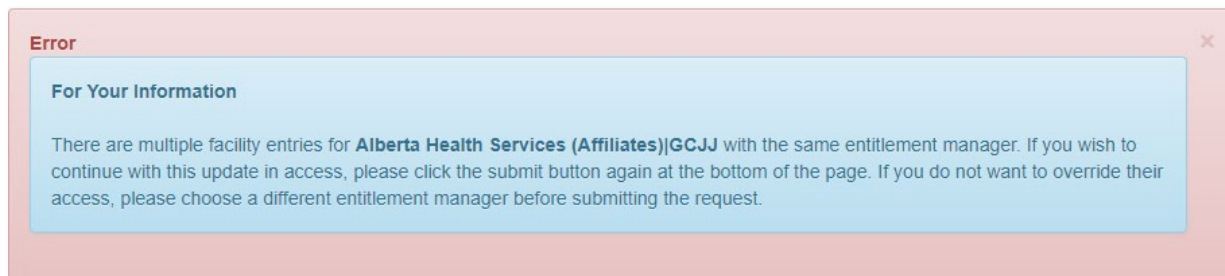 Error
×
For Your Information
There are multiple facility entries for Alberta Health Services (Affiliates)|GCJJ with the same entitlement manager. If you wish to
continue with this update in access, please click the submit button again at the bottom of the page. If you do not want to override their
access, please choose a different entitlement manager before submitting the request.